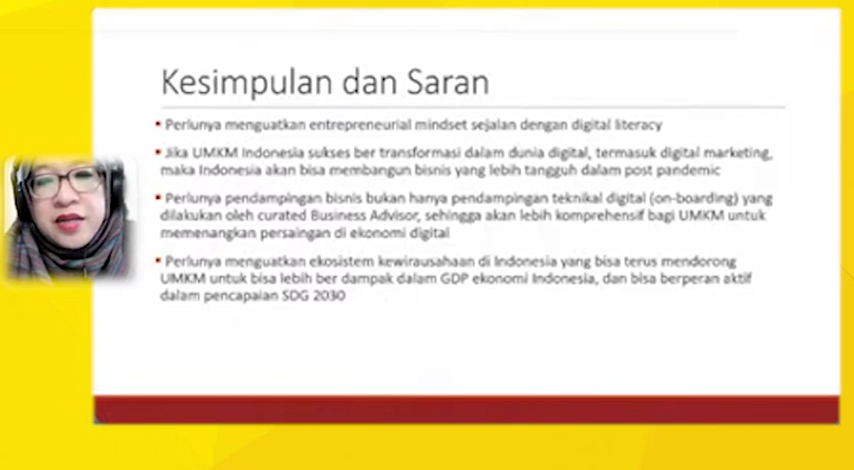 Kesimpulan dan Saran
Perlunya menguatkan entrepreneurial mindset sejalan dengan digital literacy
Jika UMKM Indonesia sukses ber transformasi dalam dunia digital, termasuk digital marketing,
maka Indonesia akan bisa membangun bisnis yang lebih tangguh dalam post pandemic
Perlunya pendampingan bisnis bukan hanya pendampingan teknikal digital (on-boarding) yang
dilakukan oleh curated Business Advisor, sehingga akan lebih komprehensif bagi UMKM untuk
memenangkan persaingan di ekonomi digital
Perlunya menguatkan ekosistem kewirausahaan di Indonesia yang bisa terus mendorong
UMKM untuk bisa lebih ber dampak dalam GDP ekonomi Indonesia, dan bisa berperan aktif
dalam pencapaian SDG 2030